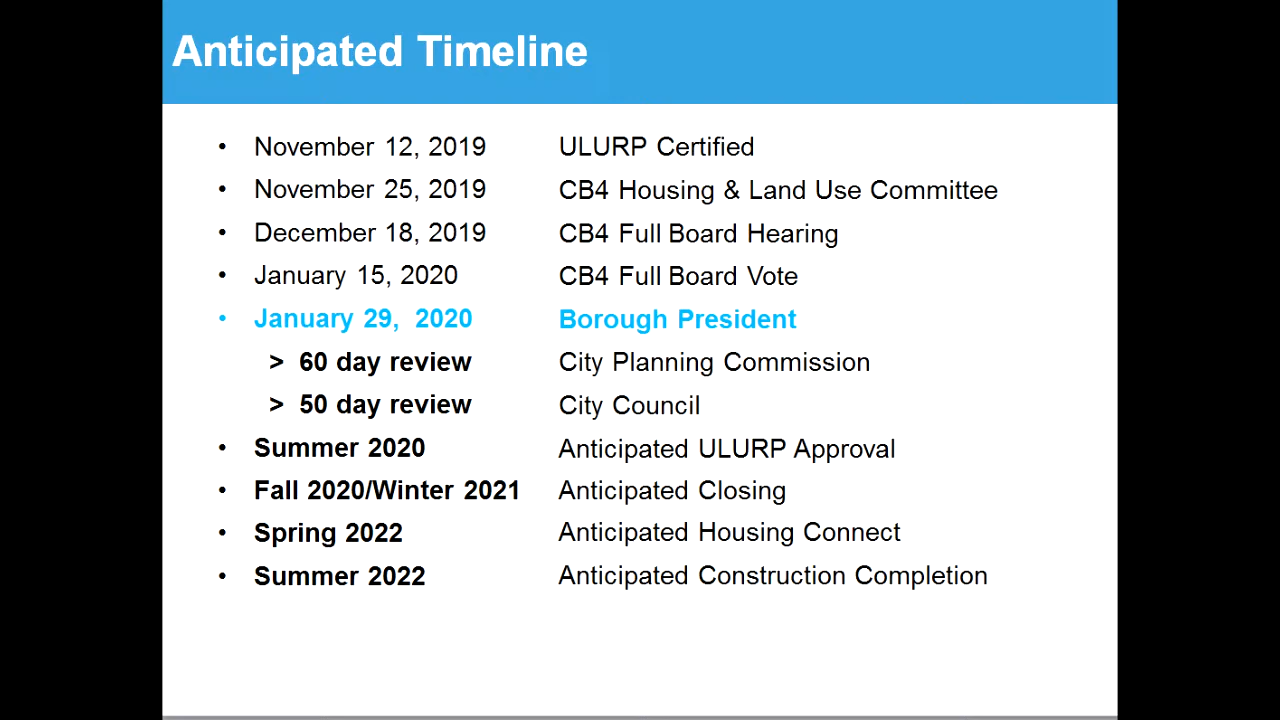 Anticipated Timeline
• November 12, 2019 ULURP Certified
• November 25, 2019 CB4 Housing & Land Use Committee
• December 18, 2019 CB4 Full Board Hearing
• January 15, 2020 CB4 Full Board Vote
• January 29, 2020 Borough President
> 60 day review City Planning Commission
> 50 day review City Council
• Summer 2020 Anticipated ULURP Approval
• Fall 2020/Winter 2021 Anticipated Closing
• Spring 2022 Anticipated Housing Connect
• Summer 2022 Anticipated Construction Completion